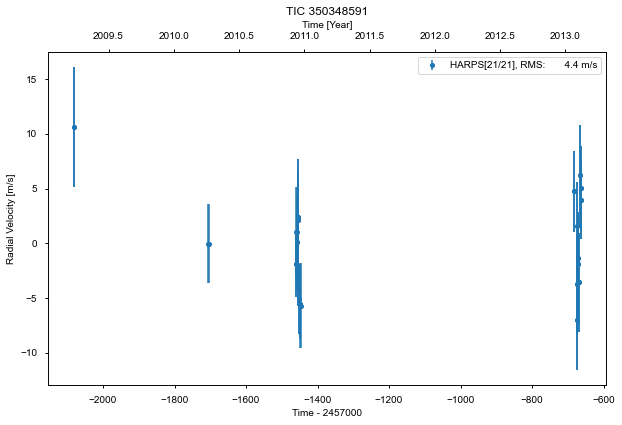 TIC 350348591
Time [Year]
2009.5 2010.0 2010.5 2011.0 2011.5 2012.0 2012.5 2013.0
HARPS[21/21], RMS: 4.4 m/s
15
10
5
0
−5
−10
Radial Velocity [m/s]
−2000 −1800 −1600 −1400 −1200 −1000 −800 −600
Time - 2457000